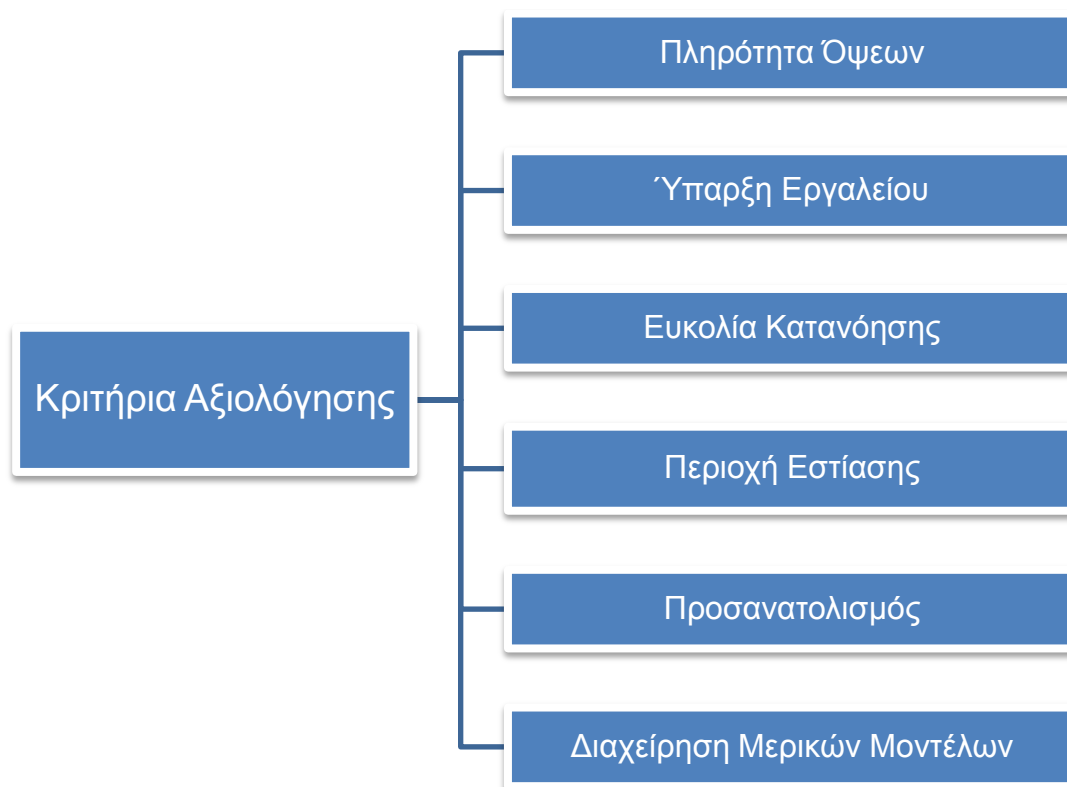 Πληρότητα Όψεων
Ύπαρξη Εργαλείου
Ευκολία Κατανόησης
Κριτήρια Αξιολόγησης
Περιοχή Εστίασης
Προσανατολισμός
Διαχείρηση Μερικών Μοντέλων